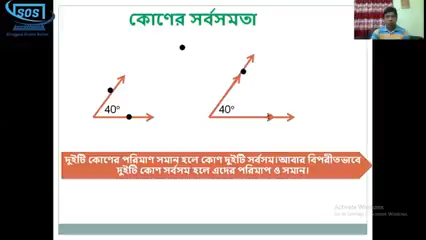 SOS
কোণের সর্বসমতা
40°
40°
দুইটি কোণের পরিমাণ সমান হলে কোণ দুইটি সর্বসম।আবার বিপরীতভাবে
দুইটি কোণ সর্বসম হলে এদের পরিমাপ ও সমান।
Activate Windows